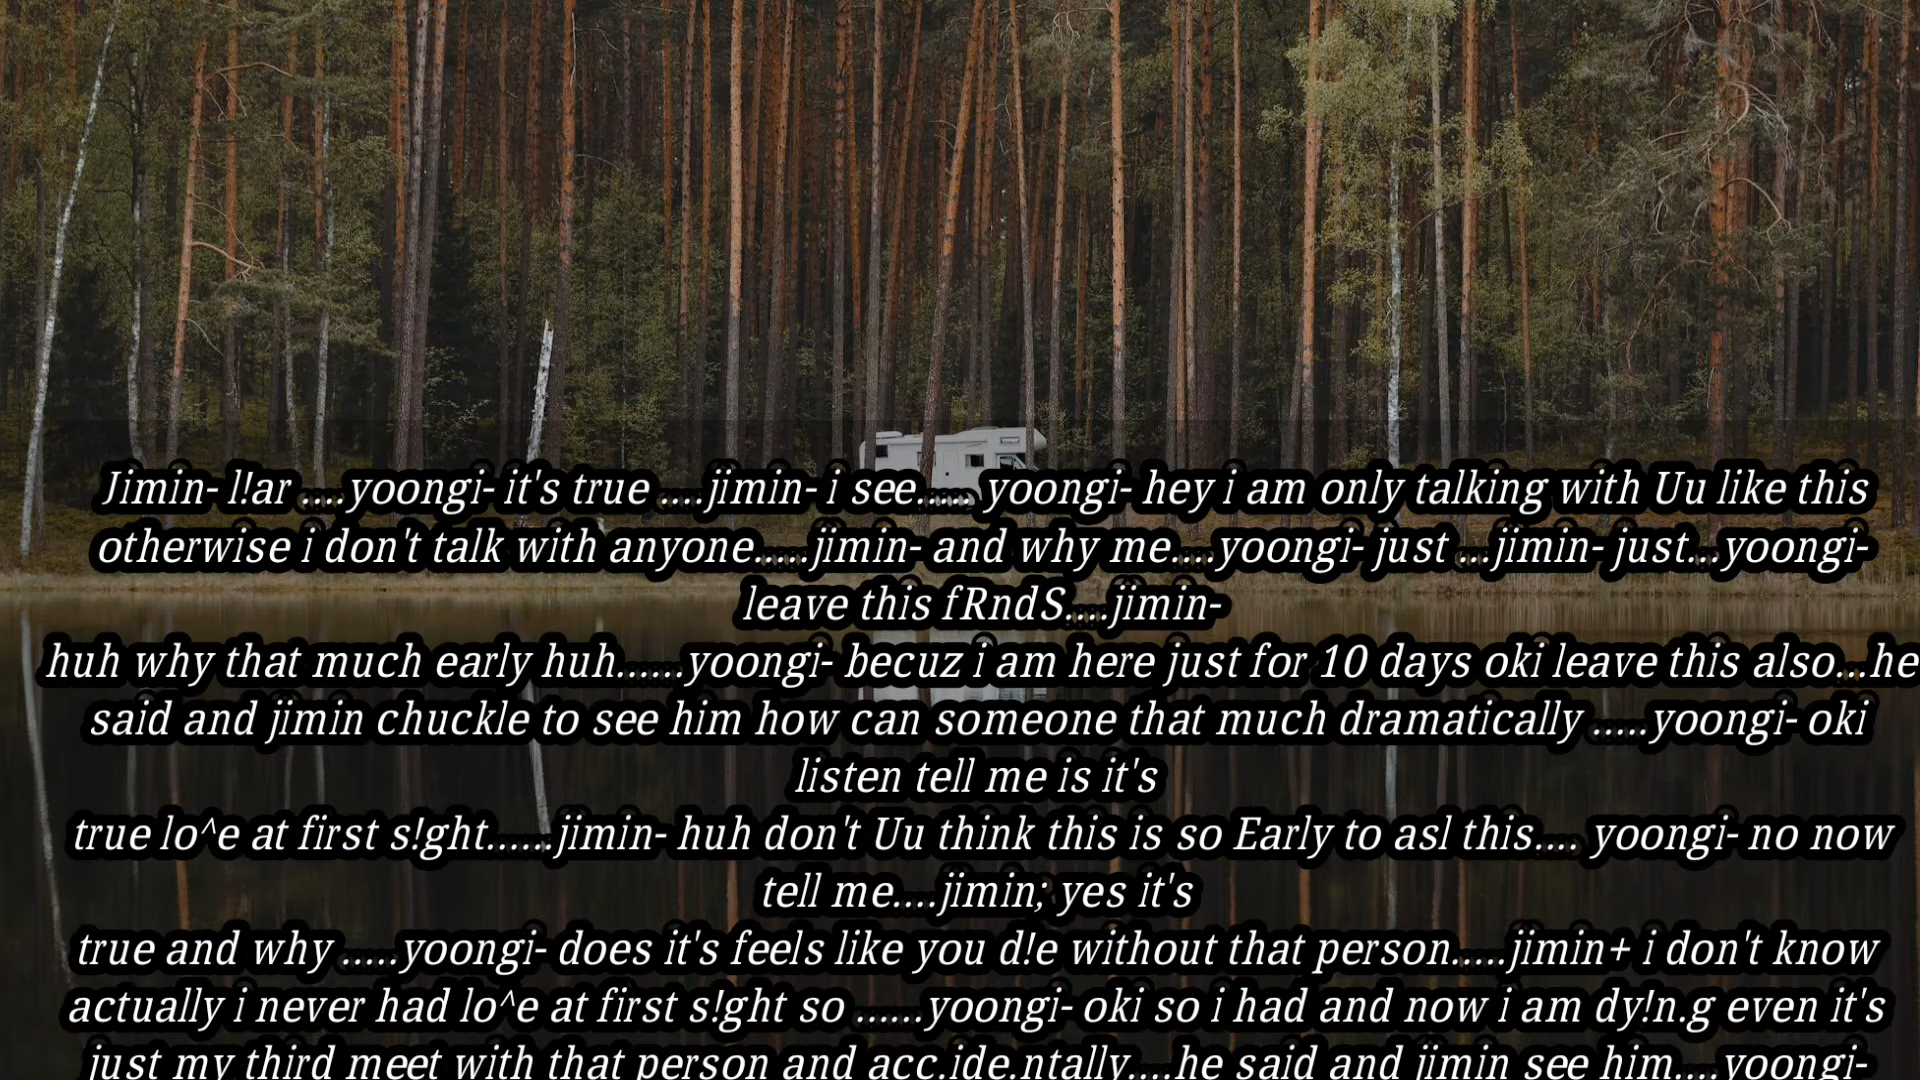 Jimin- l!ar ....yoongi- it's true ....jimin- i see...... yoongi- hey i am only talking with Uu like this
otherwise i don't talk with anyone.....jimin- and why me....yoongi- just ...jimin- just...yoongi-
leave this fRndS....jimin-
huh why that much early huh......yoongi- becuz i am here just for 10 days oki leave this also...he
said and jimin chuckle to see him how can someone that much dramatically .....yoongi- oki
listen tell me is it's
true lo^e at first s!ght......jimin- huh don't Uu think this is so Early to asl this.... yoongi- no now
tell me....jimin; yes it's
true and why .....yoongi- does it's feels like you d!e without that person.....jimin+ i don't know
actually i never had lo^e at first s!ght so ......yoongi- oki so i had and now i am dy!n.g even it's
just my third meet with that person and acc.ide.ntally....he said and jimin see him....yoongi-